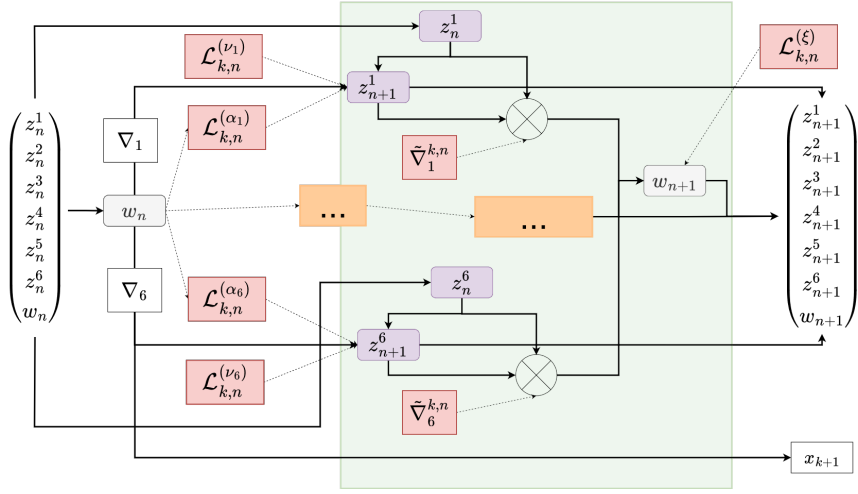 z_n^1
z_n^2
z_n^3
z_n^4
z_n^5
z_n^6
w_n
∇_1
w_n
∇_6
ℒ_{k,n}^{(ν_1)}
ℒ_{k,n}^{(α_1)}
ℒ_{k,n}^{(α_6)}
ℒ_{k,n}^{(ν_6)}
...
z_n^1
z_{n+1}^1
∇̃_1^{k,n}
...
z_n^6
z_{n+1}^6
∇̃_6^{k,n}
ℒ_{k,n}^{(ξ)}
w_{n+1}
z_{n+1}^1
z_{n+1}^2
z_{n+1}^3
z_{n+1}^4
z_{n+1}^5
z_{n+1}^6
w_{n+1}
x_{k+1}